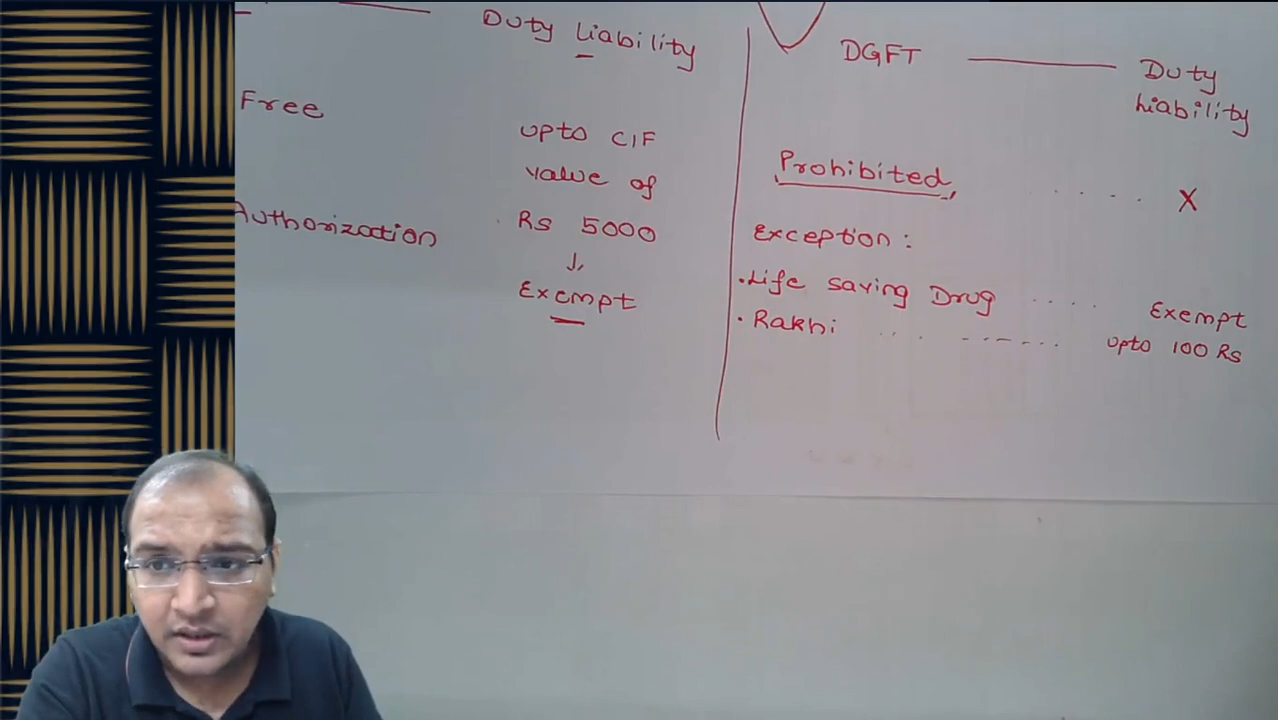 Duty Liability
Free
upto CIF
value of
Authorization
Rs 5000
↓
Exempt
DGFT ——— Duty
Liability
Prohibited, . . . . X
Exception:
• Life saving Drug . . . . Exempt
• Rakhi . . . - - - - . . . upto 100 Rs